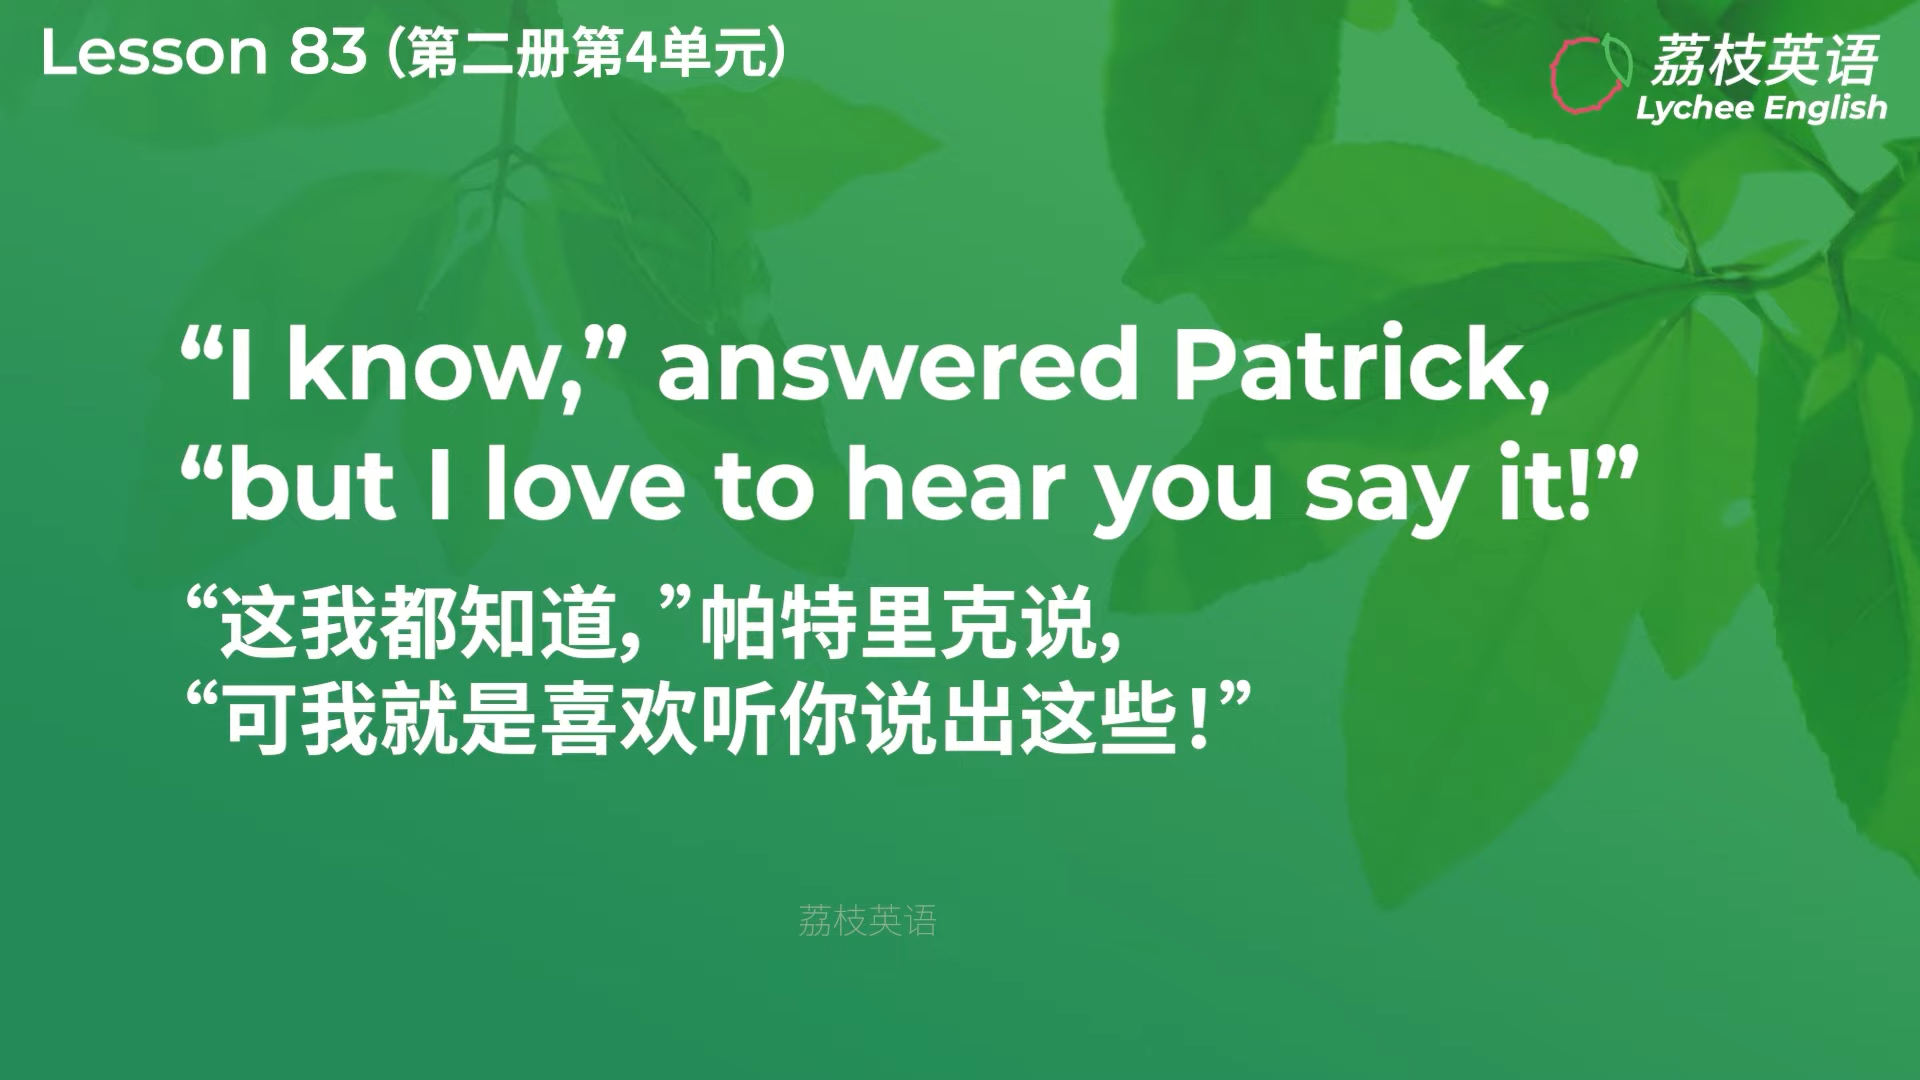 Lesson 83（第二册第4单元）
荔枝英语
Lychee English
“I know,” answered Patrick,
“but I love to hear you say it!”
“这我都知道，”帕特里克说，
“可我就是喜欢听你说出这些！”
荔枝英语